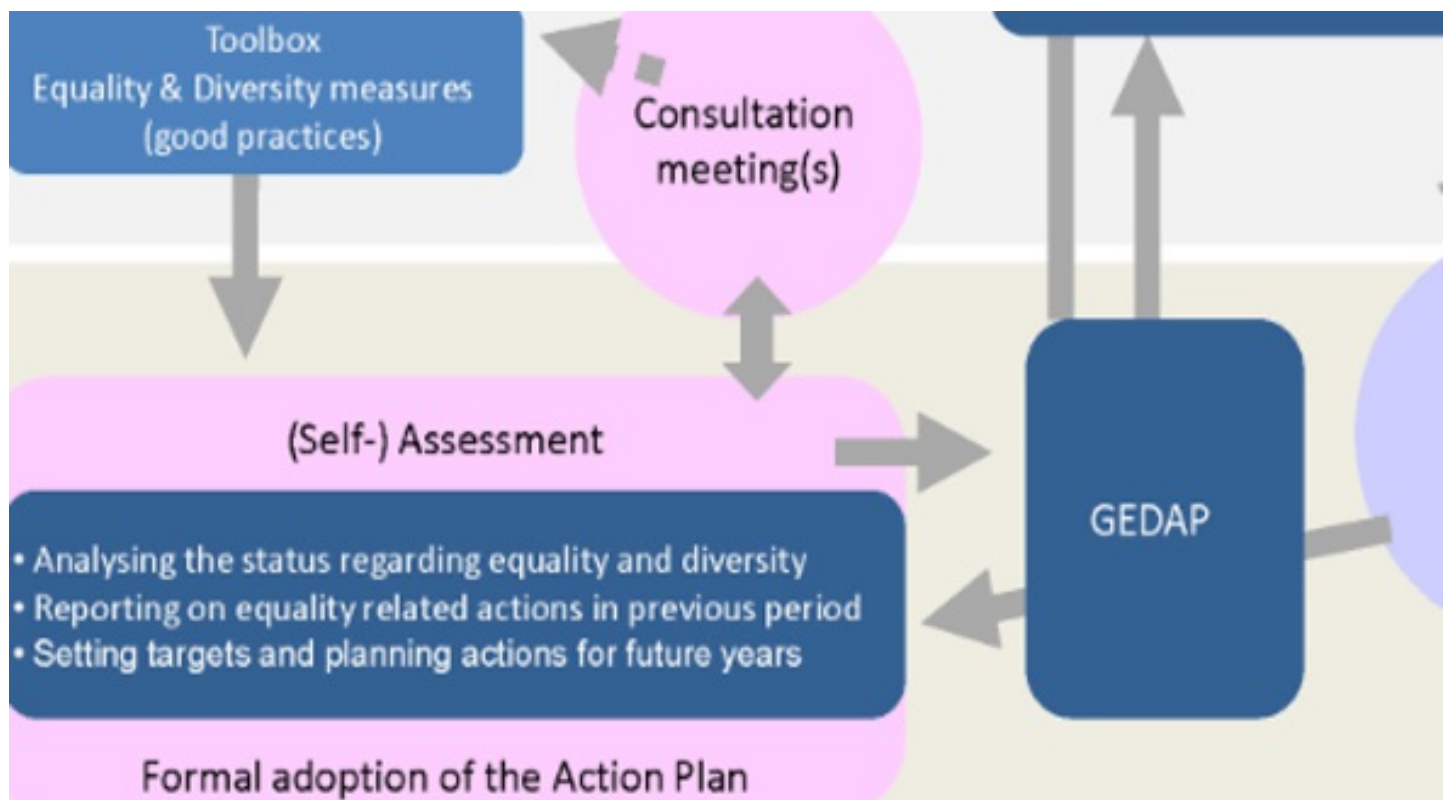 Toolbox
Equality & Diversity measures
(good practices)
Consultation
meeting(s)
(Self-) Assessment
• Analysing the status regarding equality and diversity
• Reporting on equality related actions in previous period
• Setting targets and planning actions for future years
Formal adoption of the Action Plan
GEDAP